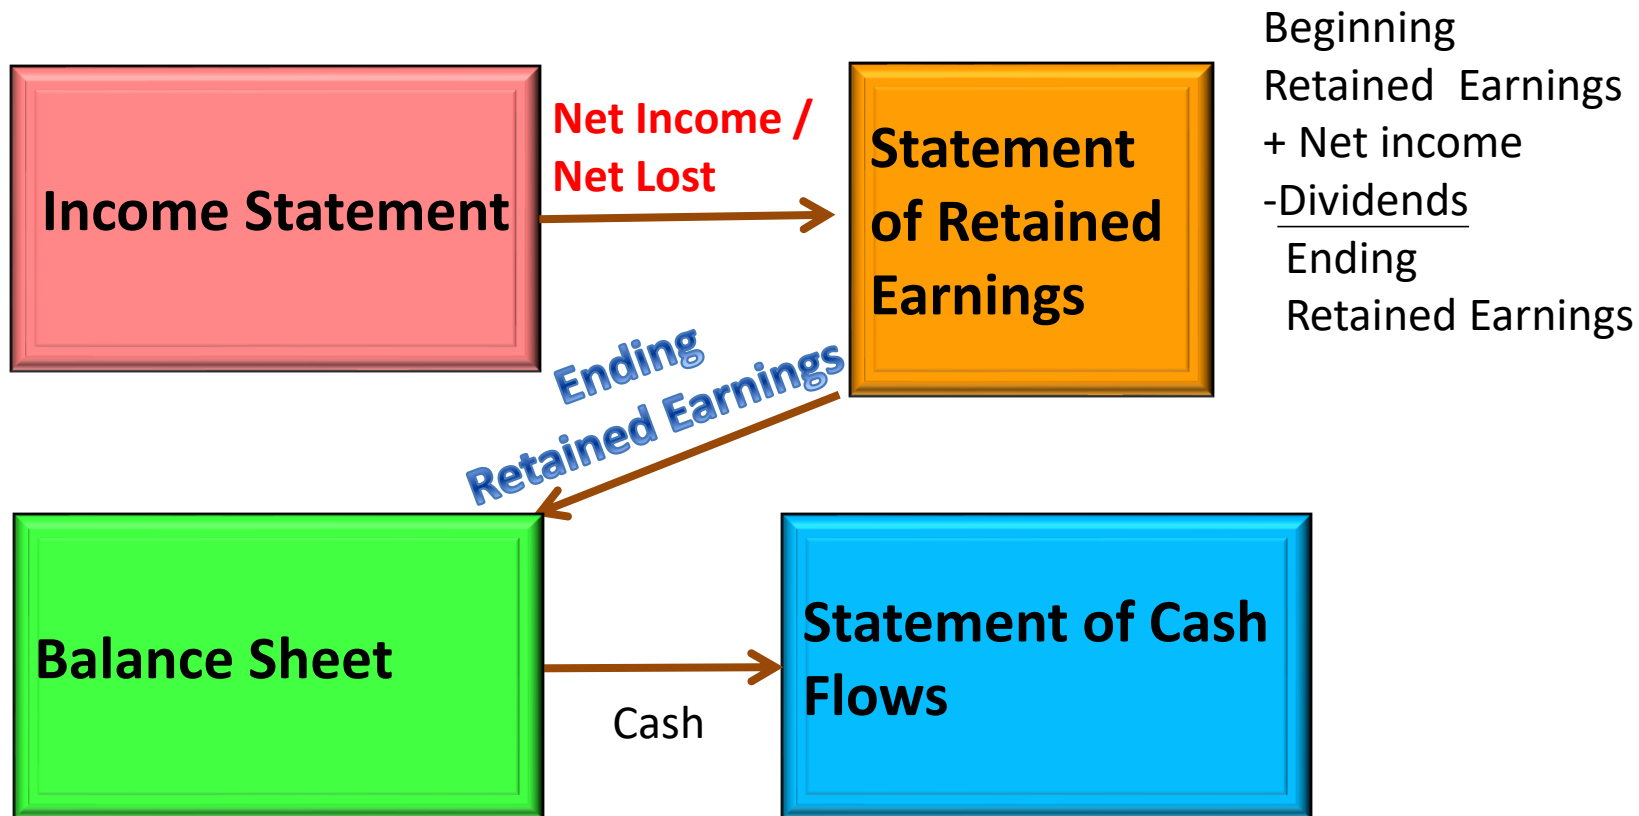 Income Statement
Net Income /
Net Lost
Statement
of Retained
Earnings
Beginning
Retained Earnings
+ Net income
-Dividends
Ending
Retained Earnings
Ending
Retained Earnings
Balance Sheet
Cash
Statement of Cash
Flows